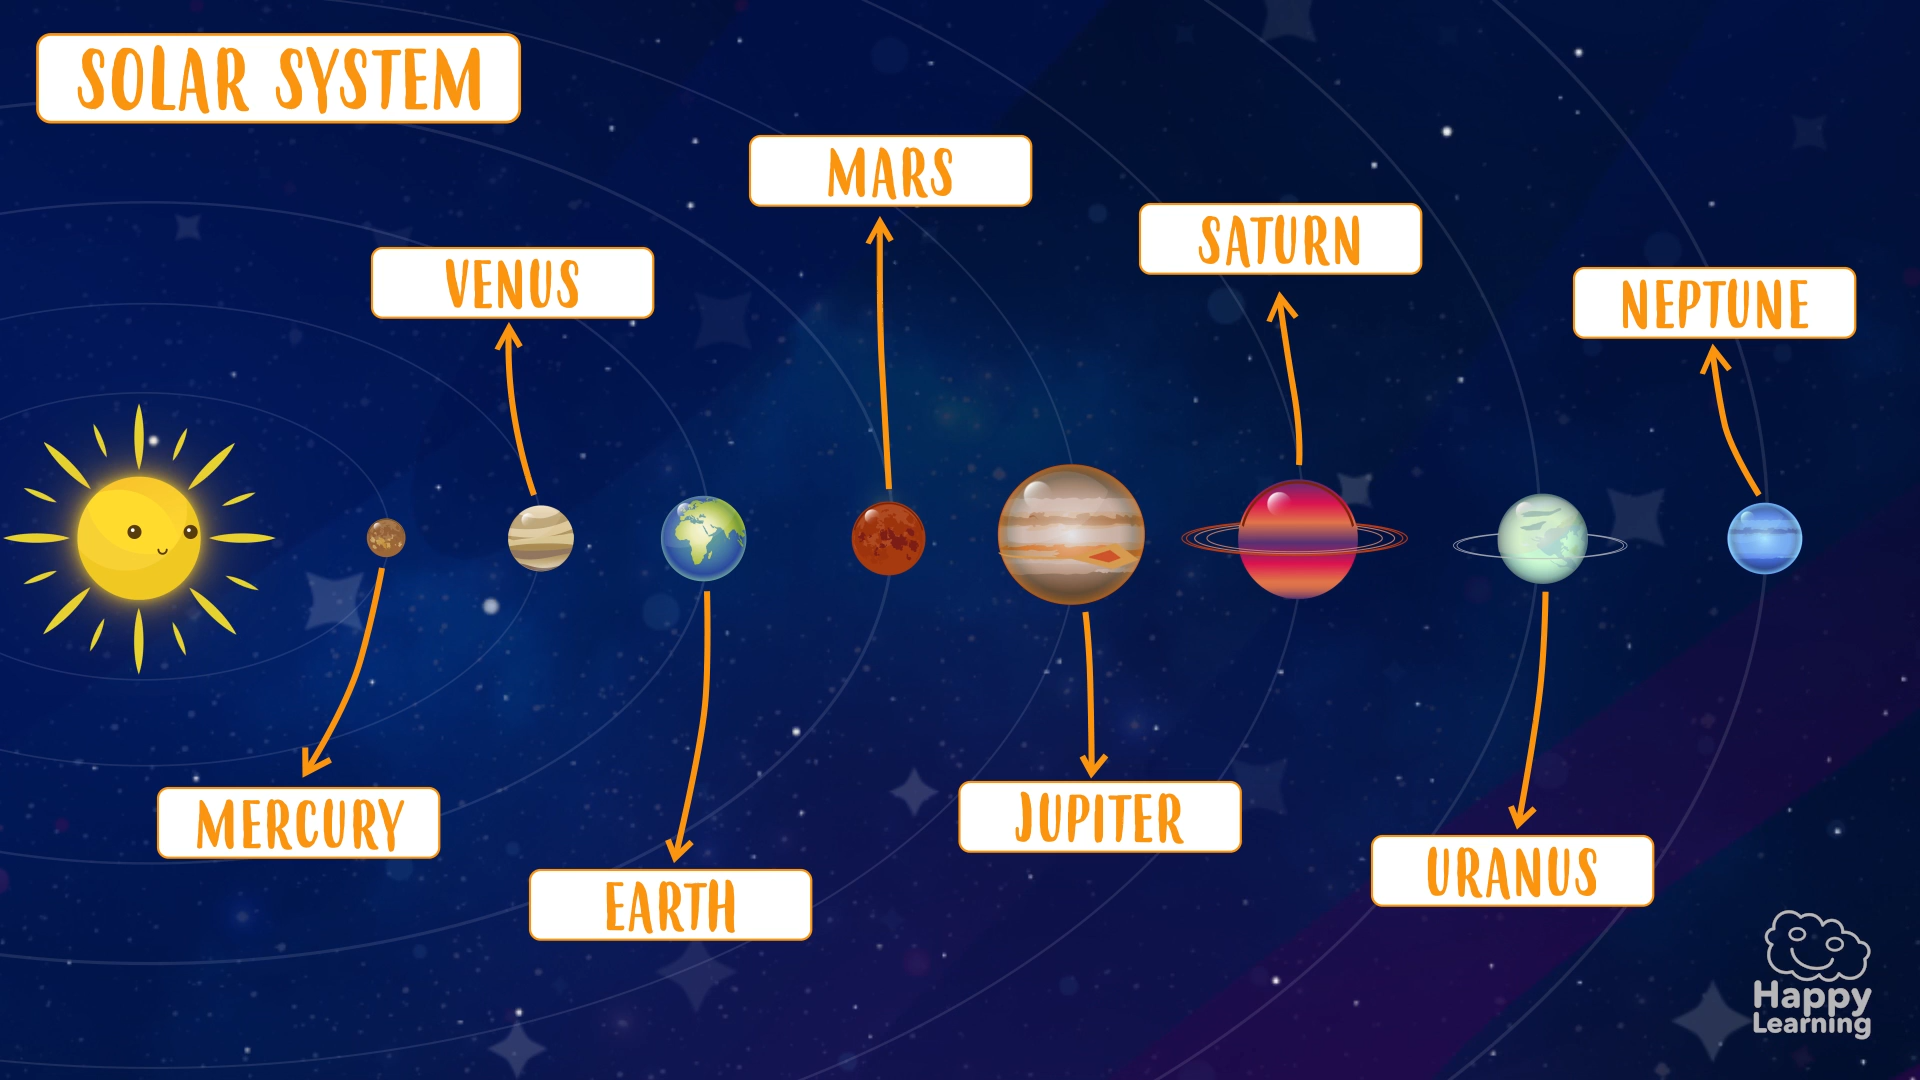 SOLAR SYSTEM
MARS
SATURN
VENUS
NEPTUNE
MERCURY
JUPITER
URANUS
EARTH
Happy
Learning